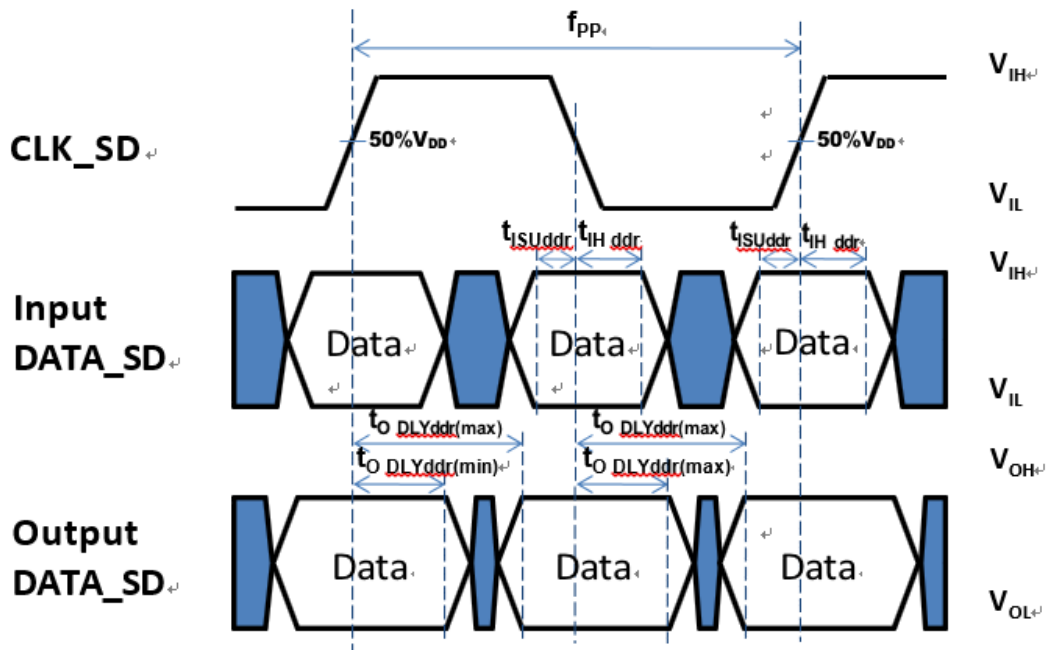 fPP
VIH
CLK_SD
50%VDD
50%VDD
VIL
tISUddr
tIH ddr
tISUddr
tIH ddr
VIH
Input
DATA_SD
Data
Data
Data
VIL
tO DLYddr(max)
tO DLYddr(max)
tO DLYddr(min)
tO DLYddr(max)
VOH
Output
DATA_SD
Data
Data
Data
VOL